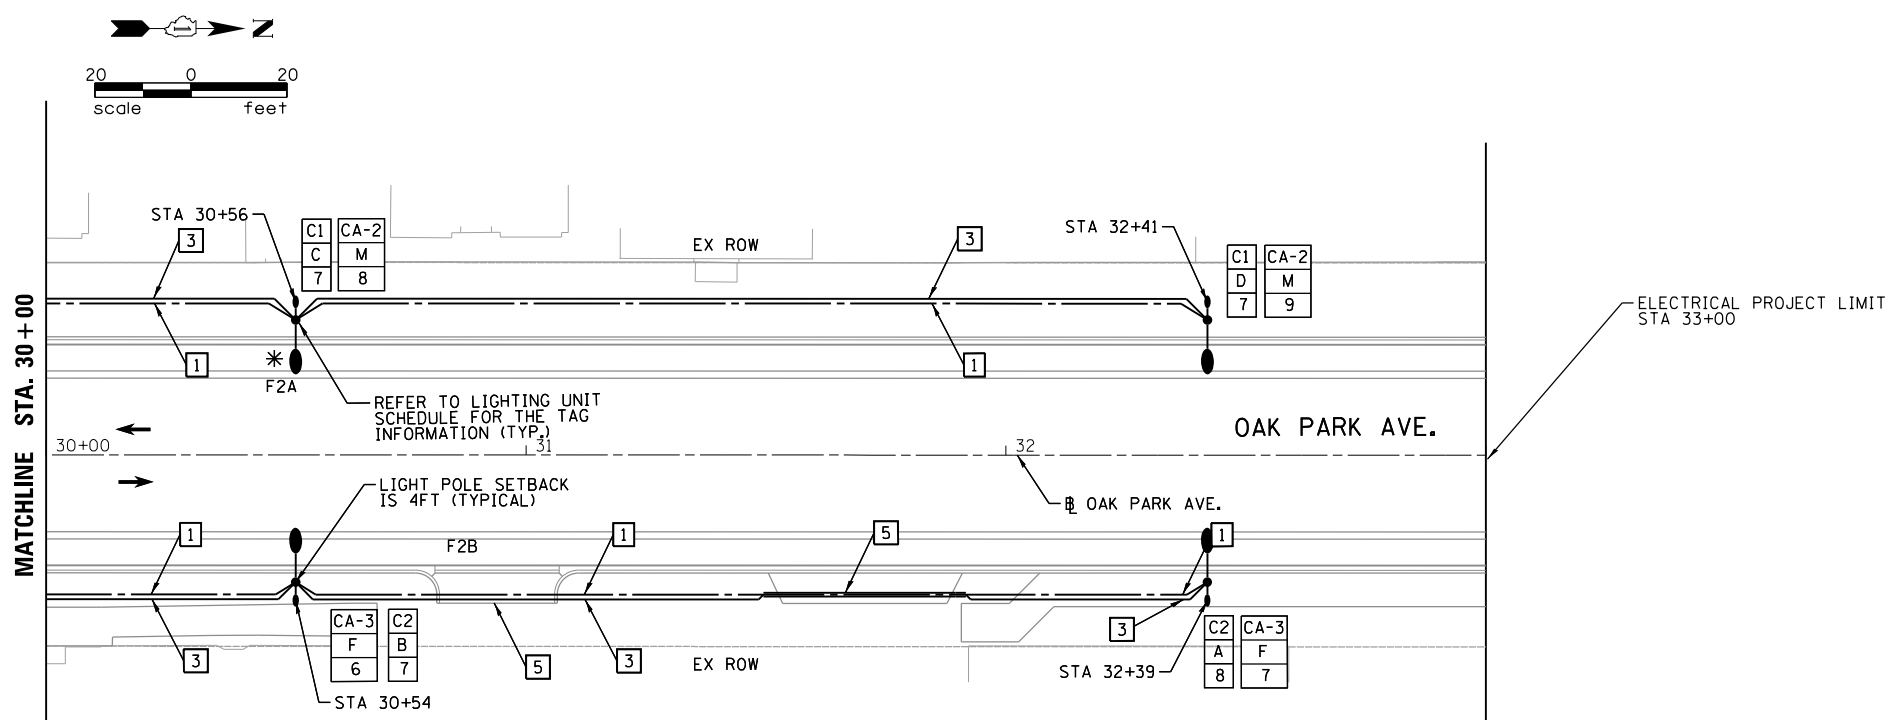 N
20 0 20
scale feet
STA 30+56
C1 CA-2
C M
7 8
3
EX ROW
3
STA 32+41
C1 CA-2
D M
7 9
ELECTRICAL PROJECT LIMIT
STA 33+00
MATCHLINE STA. 30+00
1
F2A
1
REFER TO LIGHTING UNIT
SCHEDULE FOR THE TAG
INFORMATION (TYP.)
OAK PARK AVE.
30+00 31 32
LIGHT POLE SETBACK
IS 4FT (TYPICAL)
BL OAK PARK AVE.
1
F2B
1
5
1
CA-3 C2
F B
6 7
3
5
3
EX ROW
3
C2 CA-3
A F
8 7
STA 32+39
STA 30+54